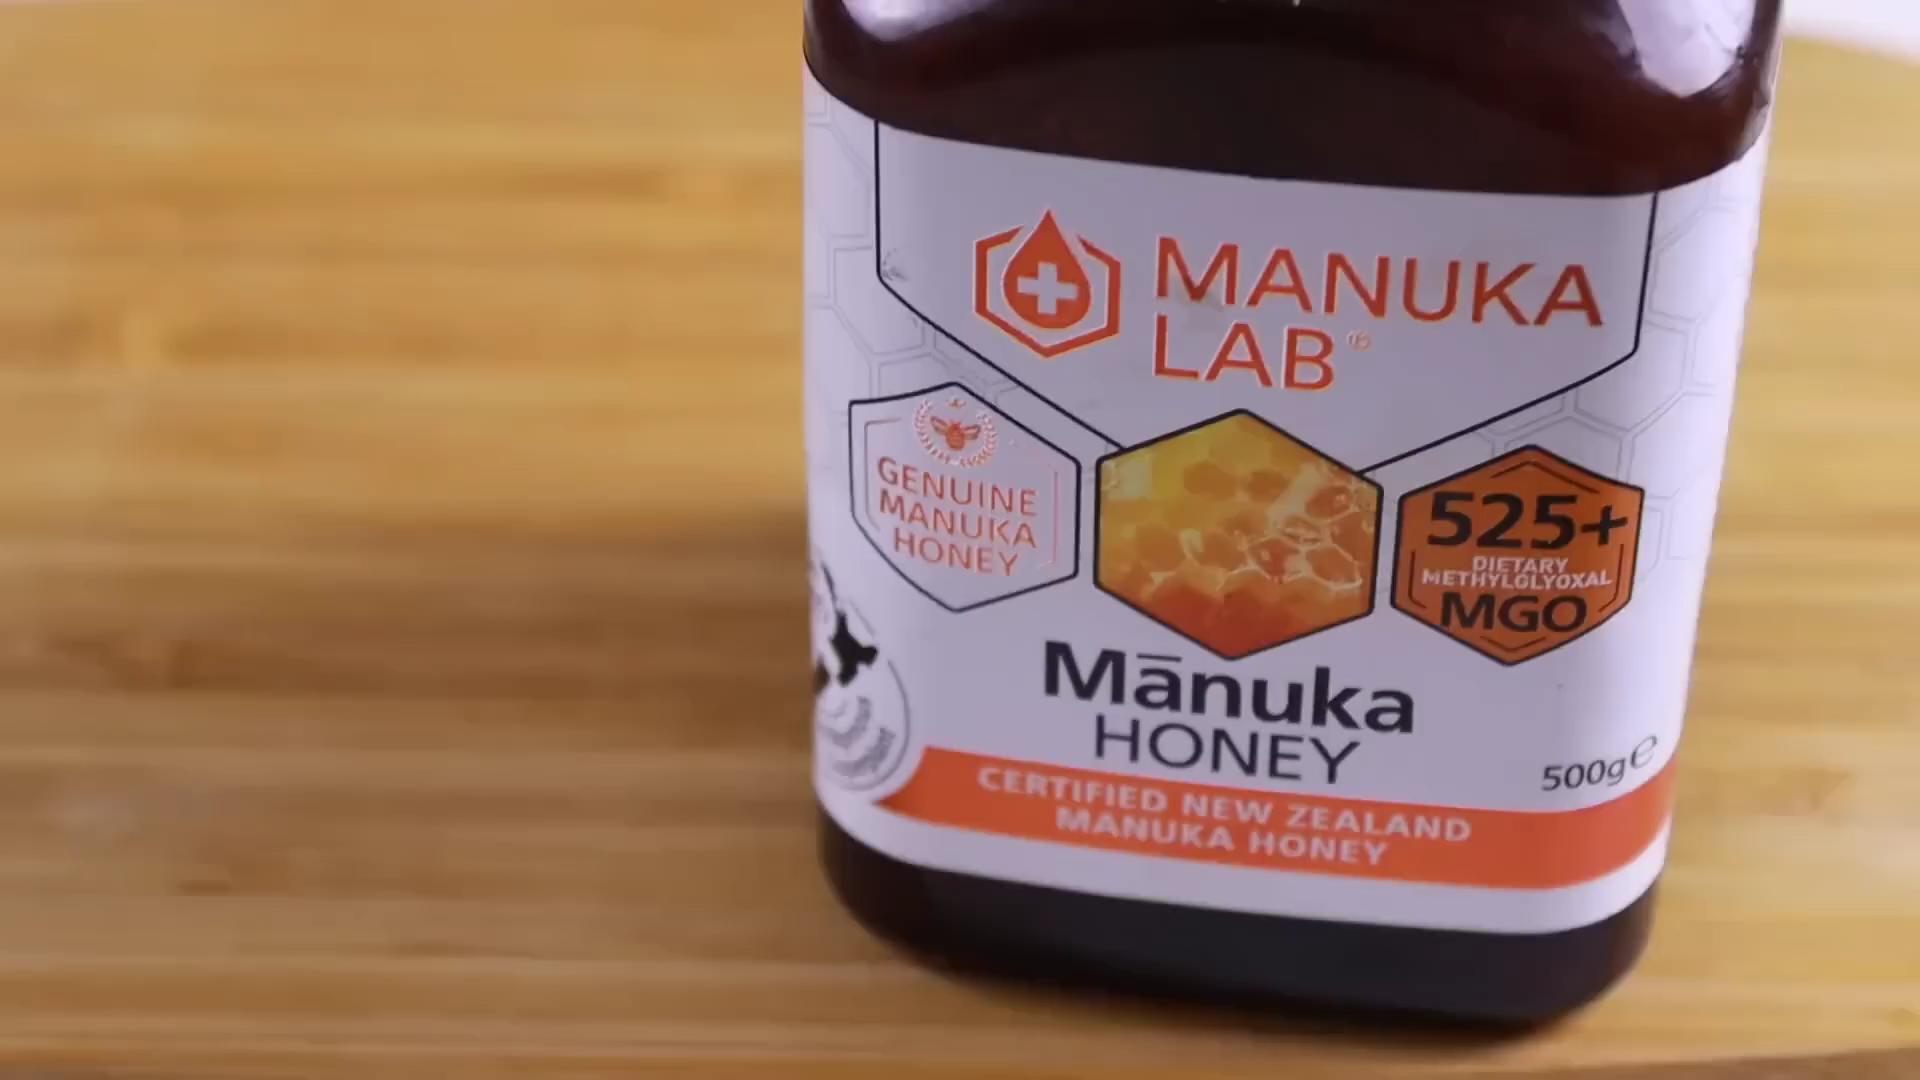 MANUKA
LAB®
GENUINE
MANUKA
HONEY
525+
DIETARY
METHYLGLYOXAL
MGO
Mānuka
HONEY
500g℮
CERTIFIED NEW ZEALAND
MANUKA HONEY